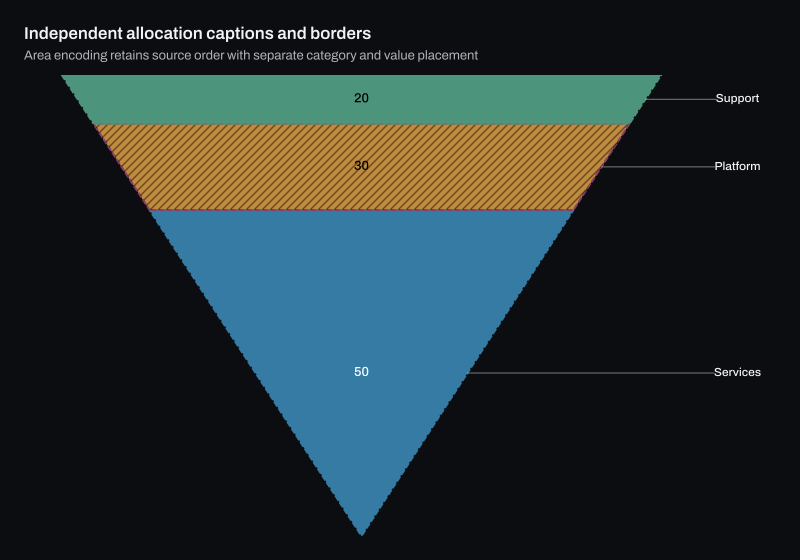 Independent allocation captions and borders
Area encoding retains source order with separate category and value placement
20
Support
30
Platform
50
Services